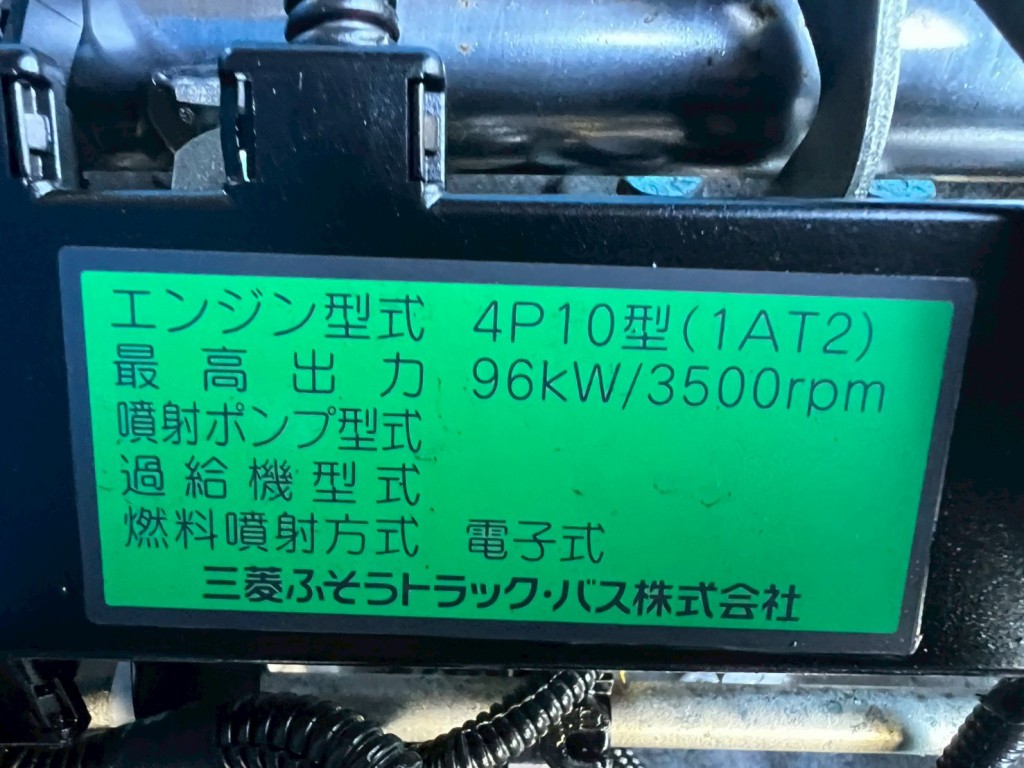 エンジン型式 4P10型(1AT2)
最高出力 96kW/3500rpm
噴射ポンプ型式
過給機型式
燃料噴射方式 電子式
三菱ふそうトラック・バス株式会社